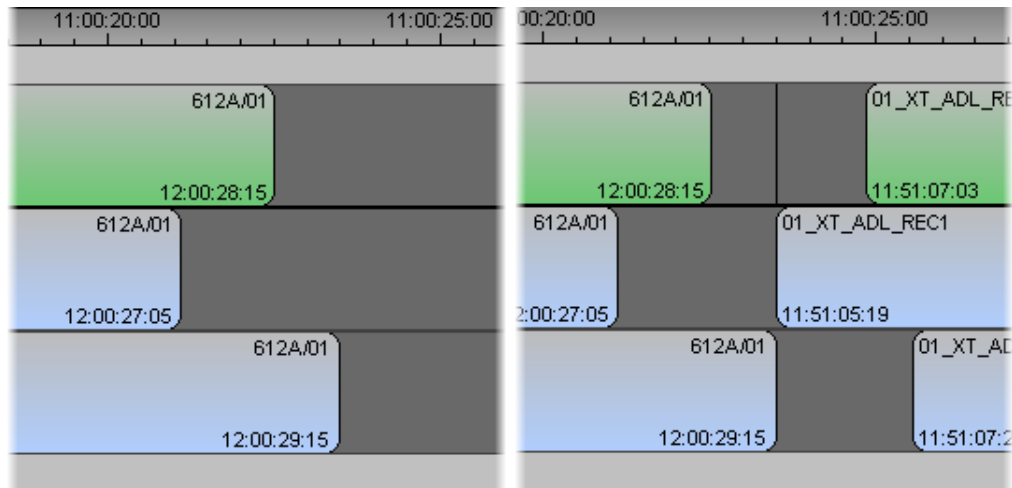 11:00:20:00 11:00:25:00
612A/01
12:00:28:15
612A/01
12:00:27:05
612A/01
12:00:29:15
00:20:00 11:00:25:00
612A/01 01_XT_ADL_RE
12:00:28:15 11:51:07:03
612A/01 01_XT_ADL_REC1
2:00:27:05 11:51:05:19
612A/01 01_XT_AD
12:00:29:15 11:51:07:2